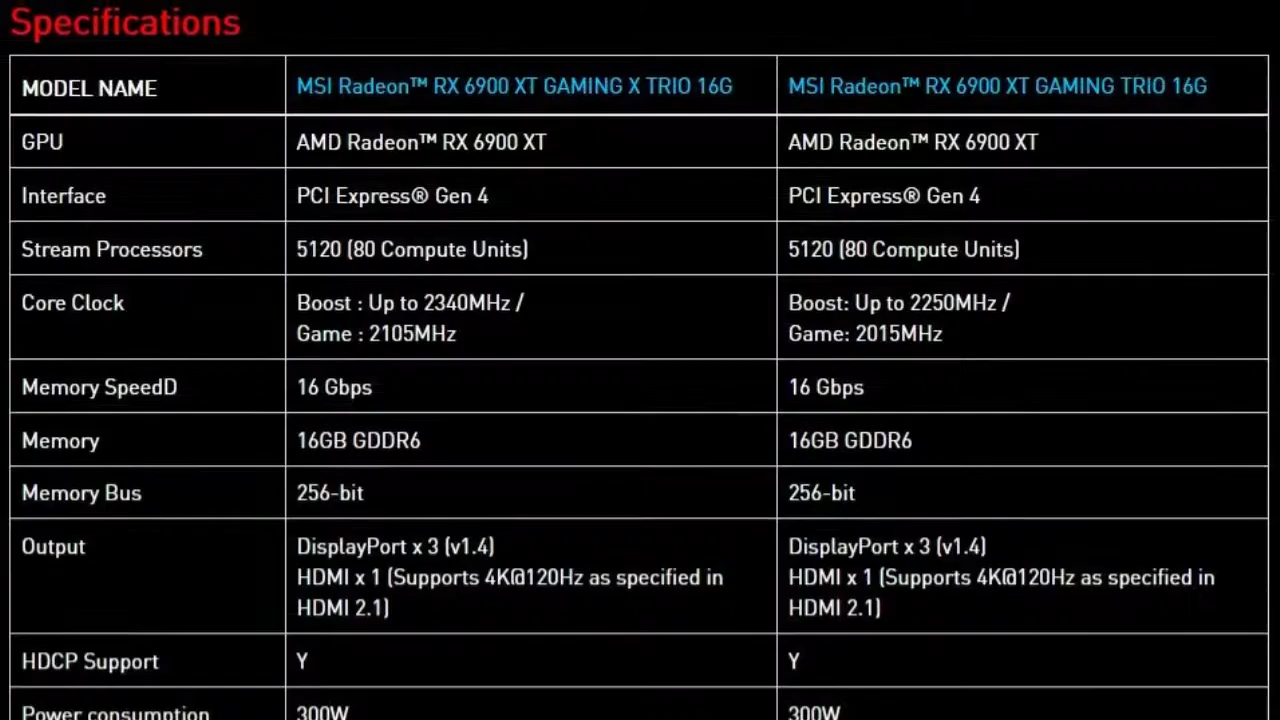 Specifications
MODEL NAME
MSI Radeon™ RX 6900 XT GAMING X TRIO 16G
MSI Radeon™ RX 6900 XT GAMING TRIO 16G
GPU
AMD Radeon™ RX 6900 XT
AMD Radeon™ RX 6900 XT
Interface
PCI Express® Gen 4
PCI Express® Gen 4
Stream Processors
5120 (80 Compute Units)
5120 (80 Compute Units)
Core Clock
Boost : Up to 2340MHz /
Game : 2105MHz
Boost: Up to 2250MHz /
Game: 2015MHz
Memory SpeedD
16 Gbps
16 Gbps
Memory
16GB GDDR6
16GB GDDR6
Memory Bus
256-bit
256-bit
Output
DisplayPort x 3 (v1.4)
HDMI x 1 (Supports 4K@120Hz as specified in
HDMI 2.1)
DisplayPort x 3 (v1.4)
HDMI x 1 (Supports 4K@120Hz as specified in
HDMI 2.1)
HDCP Support
Y
Y
Power consumption
300W
300W